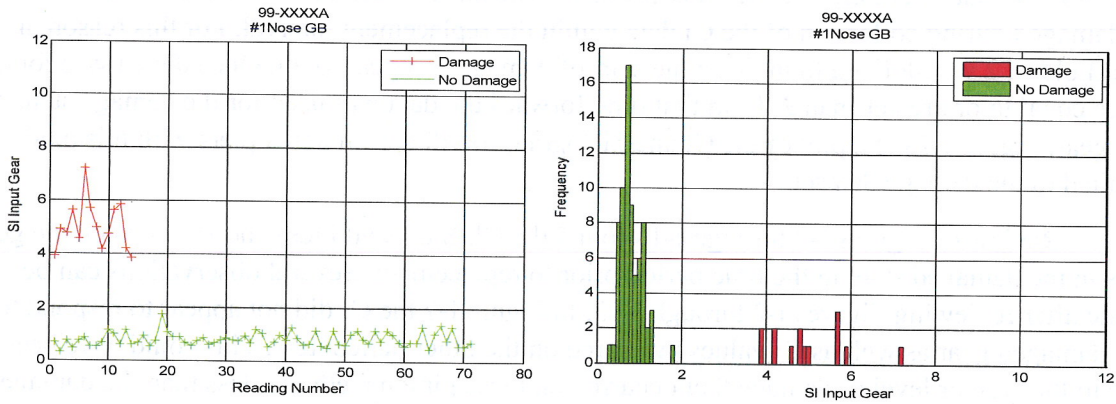 99-XXXXA
#1Nose GB
12
10
8
6
4
2
0
SI Input Gear
Damage
No Damage
0 10 20 30 40 50 60 70 80
Reading Number
99-XXXXA
#1Nose GB
18
16
14
12
10
8
6
4
2
0
Frequency
Damage
No Damage
0 2 4 6 8 10 12
SI Input Gear